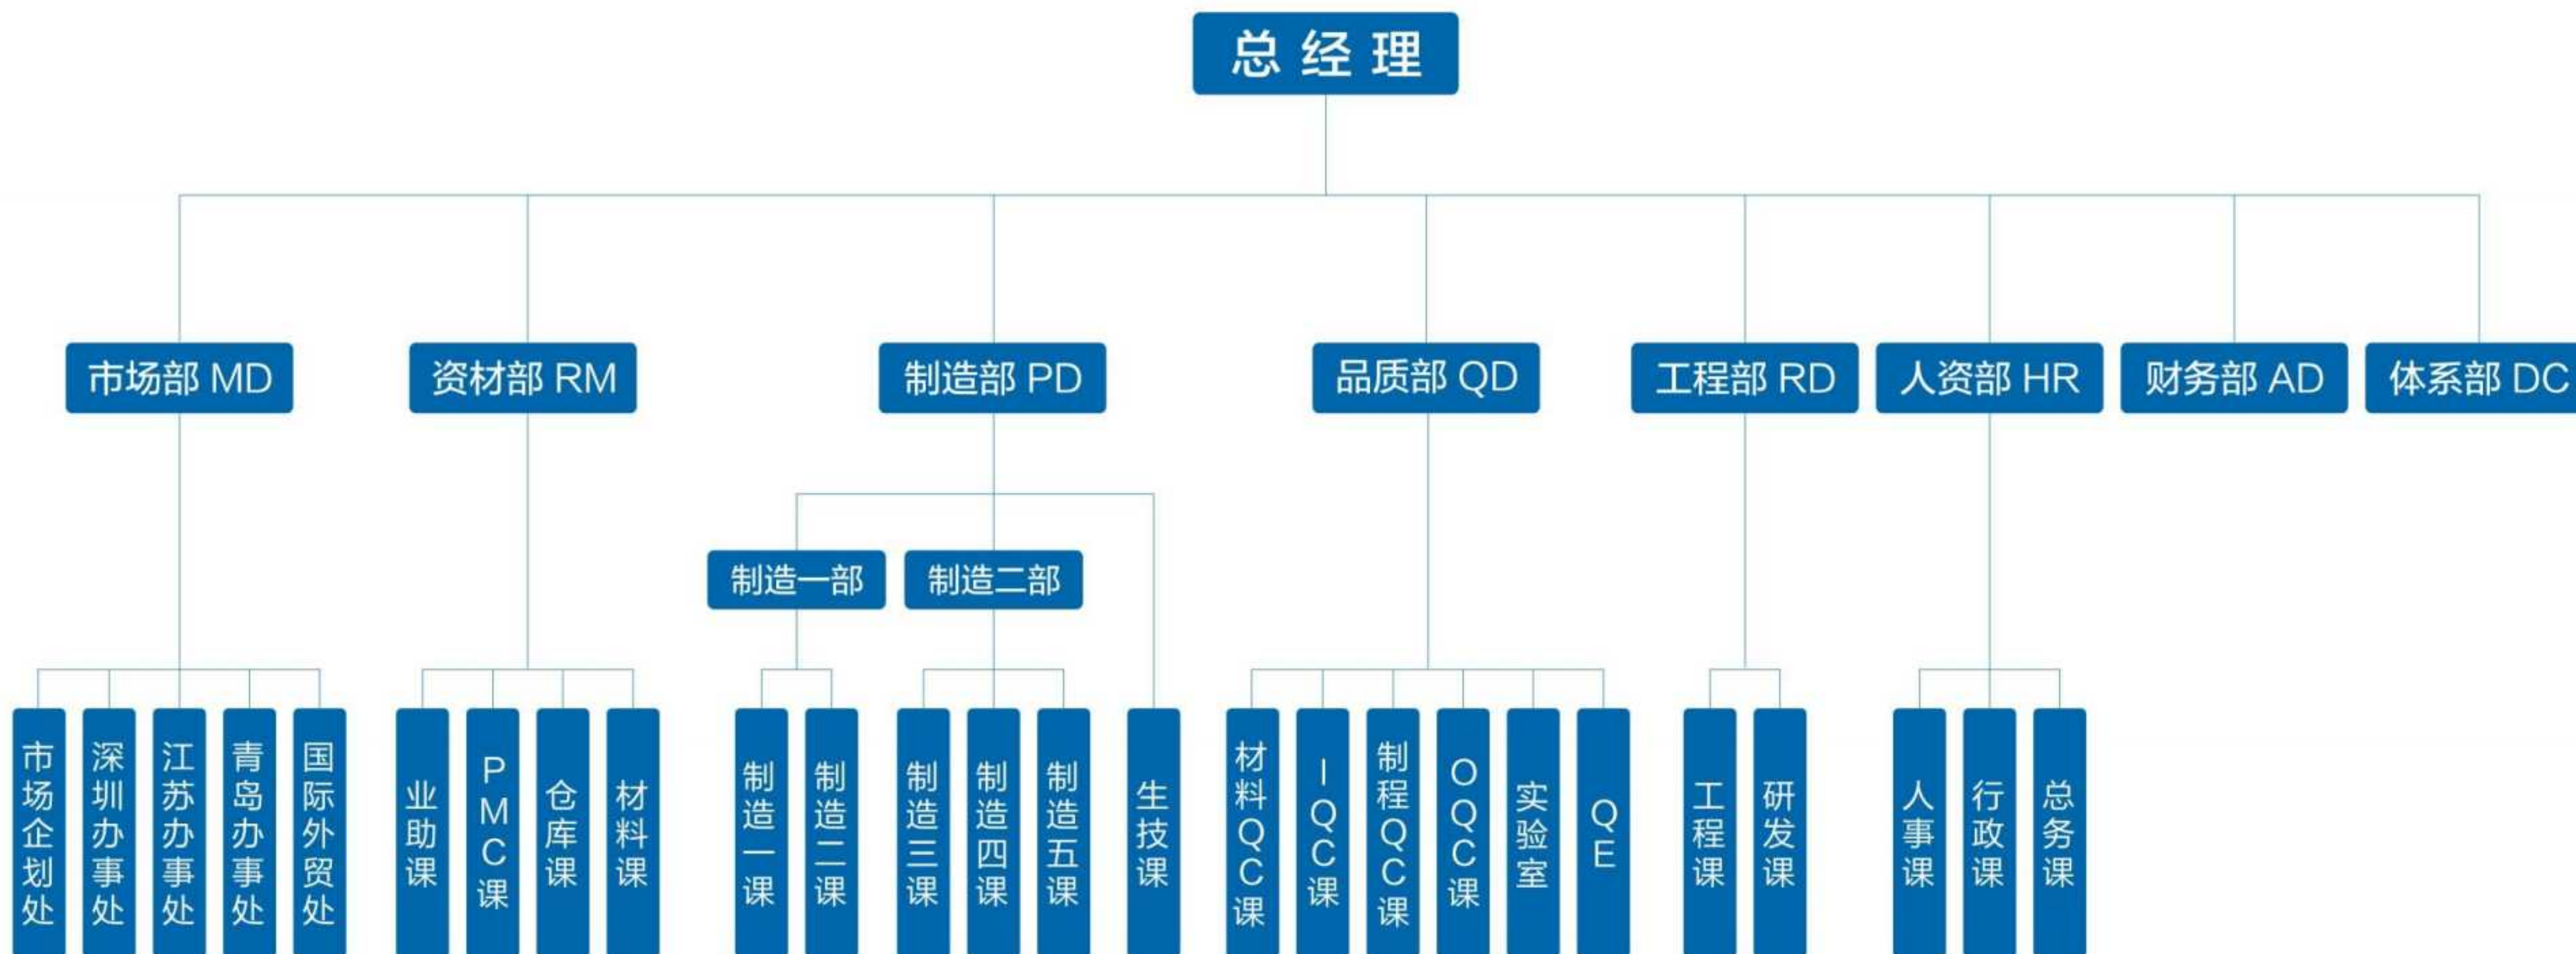 总经理
市场部 MD
资材部 RM
制造部 PD
品质部 QD
工程部 RD
人资部 HR
财务部 AD
体系部 DC
制造一部
制造二部
市场企划处
深圳办事处
江苏办事处
青岛办事处
国际外贸处
业助课
PMC课
仓库课
材料课
制造一课
制造二课
制造三课
制造四课
制造五课
生技课
材料QC课
IQC课
制程QC课
OQC课
实验室
QE
工程课
研发课
人事课
行政课
总务课